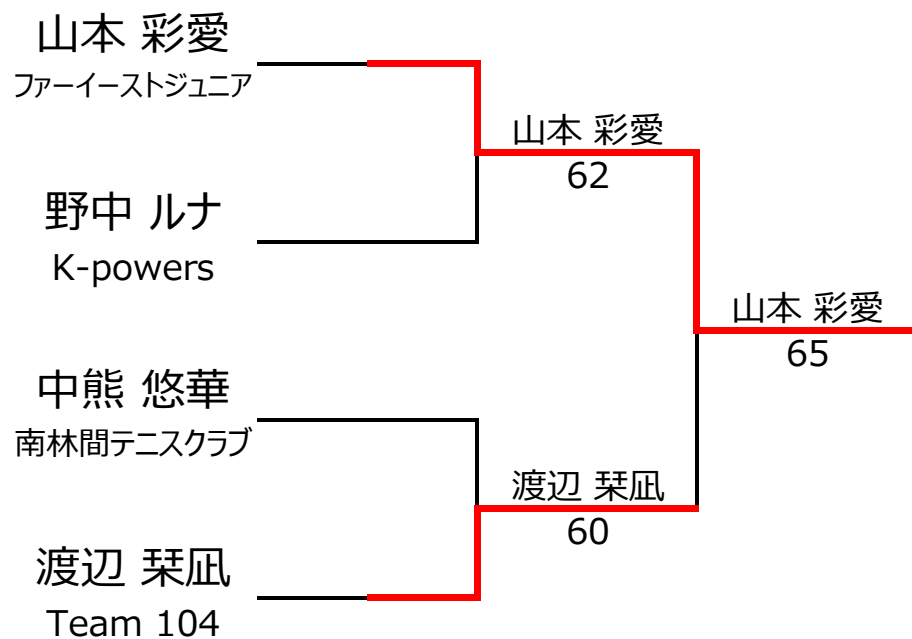 山本 彩愛
ファーイーストジュニア
山本 彩愛
62
野中 ルナ
K-powers
山本 彩愛
65
中熊 悠華
南林間テニスクラブ
渡辺 栞凪
60
渡辺 栞凪
Team 104